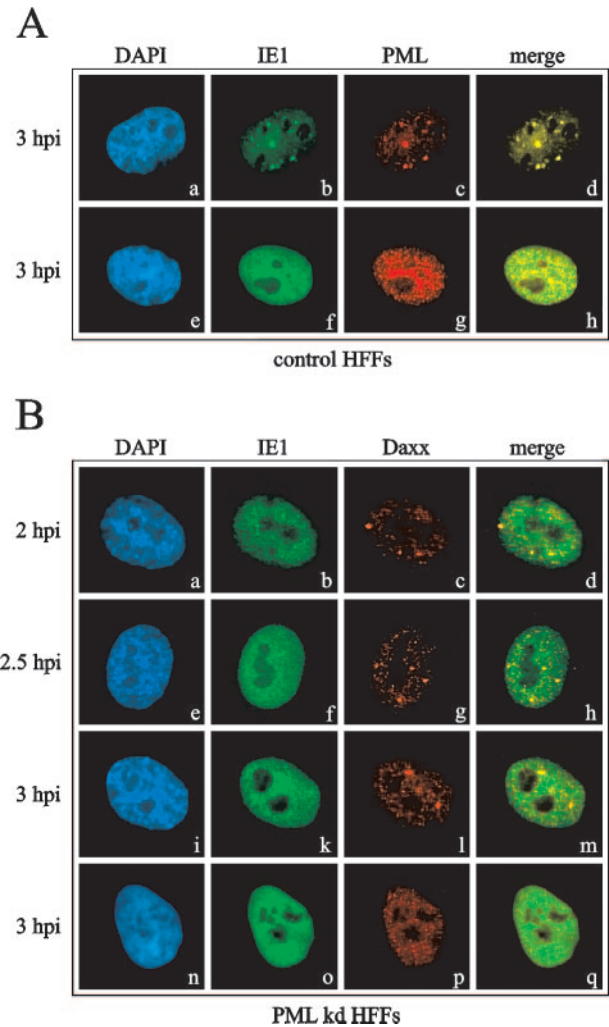 A
DAPI IE1 PML merge
3 hpi a b c d
3 hpi e f g h
control HFFs
B
DAPI IE1 Daxx merge
2 hpi a b c d
2.5 hpi e f g h
3 hpi i k l m
3 hpi n o p q
PML kd HFFs